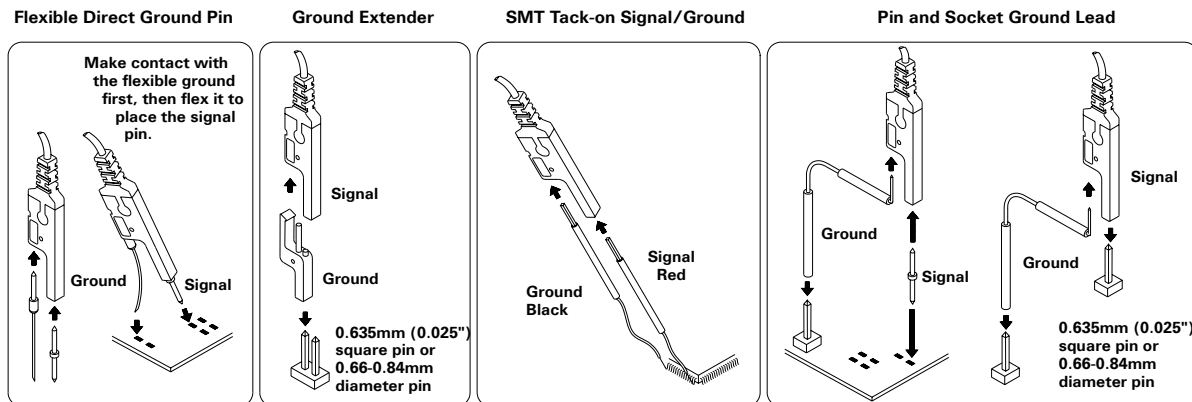 Flexible Direct Ground Pin
Make contact with
the flexible ground
first, then flex it to
place the signal
pin.
Ground
Signal
Ground Extender
Signal
Ground
0.635mm (0.025")
square pin or
0.66-0.84mm
diameter pin
SMT Tack-on Signal/Ground
Signal
Red
Ground
Black
Pin and Socket Ground Lead
Ground
Signal
Ground
0.635mm (0.025")
square pin or
0.66-0.84mm
diameter pin